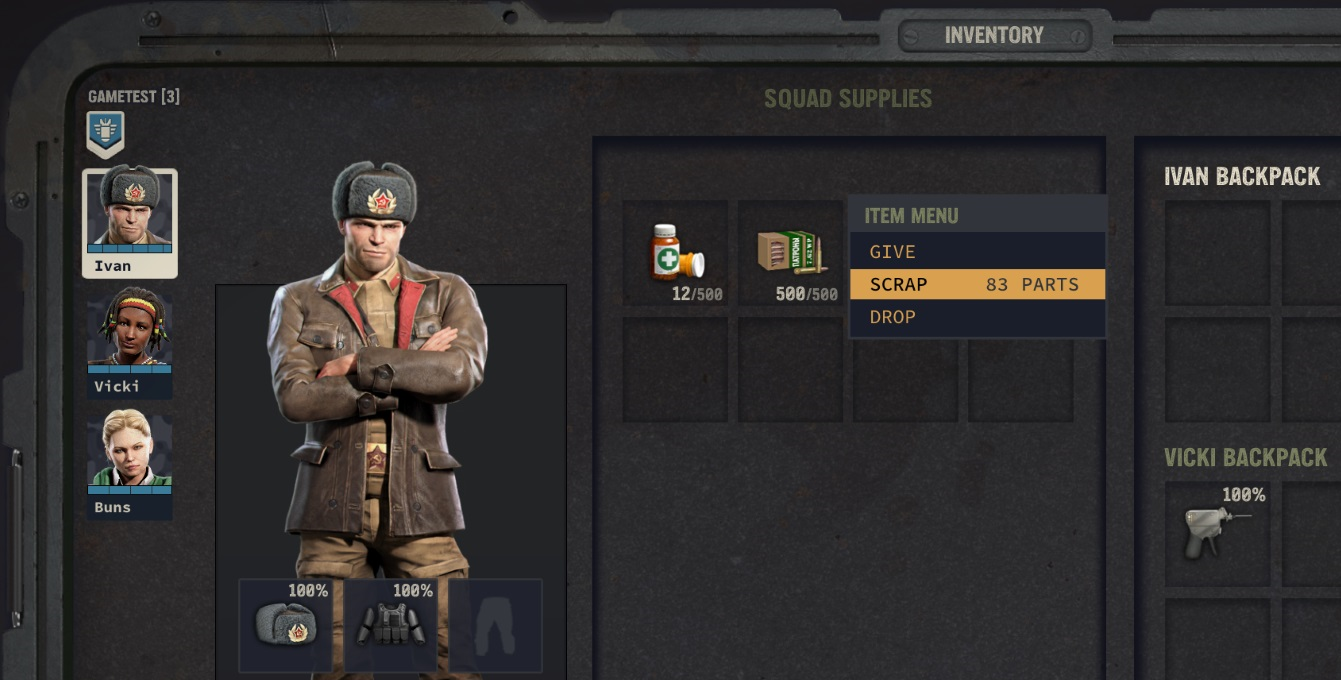 INVENTORY
GAMETEST [3]
SQUAD SUPPLIES
Ivan
Vicki
Buns
12/500
ПАТРОНЫ
500/500
ITEM MENU
GIVE
SCRAP 83 PARTS
DROP
IVAN BACKPACK
VICKI BACKPACK
100%
100%
100%